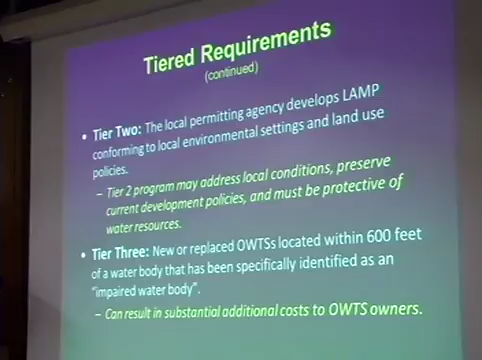 Tiered Requirements
(continued)
• Tier Two: The local permitting agency develops LAMP
conforming to local environmental settings and land use
policies.
– Tier 2 program may address local conditions, preserve
current development policies, and must be protective of
water resources.
• Tier Three: New or replaced OWTSs located within 600 feet
of a water body that has been specifically identified as an
"impaired water body".
– Can result in substantial additional costs to OWTS owners.